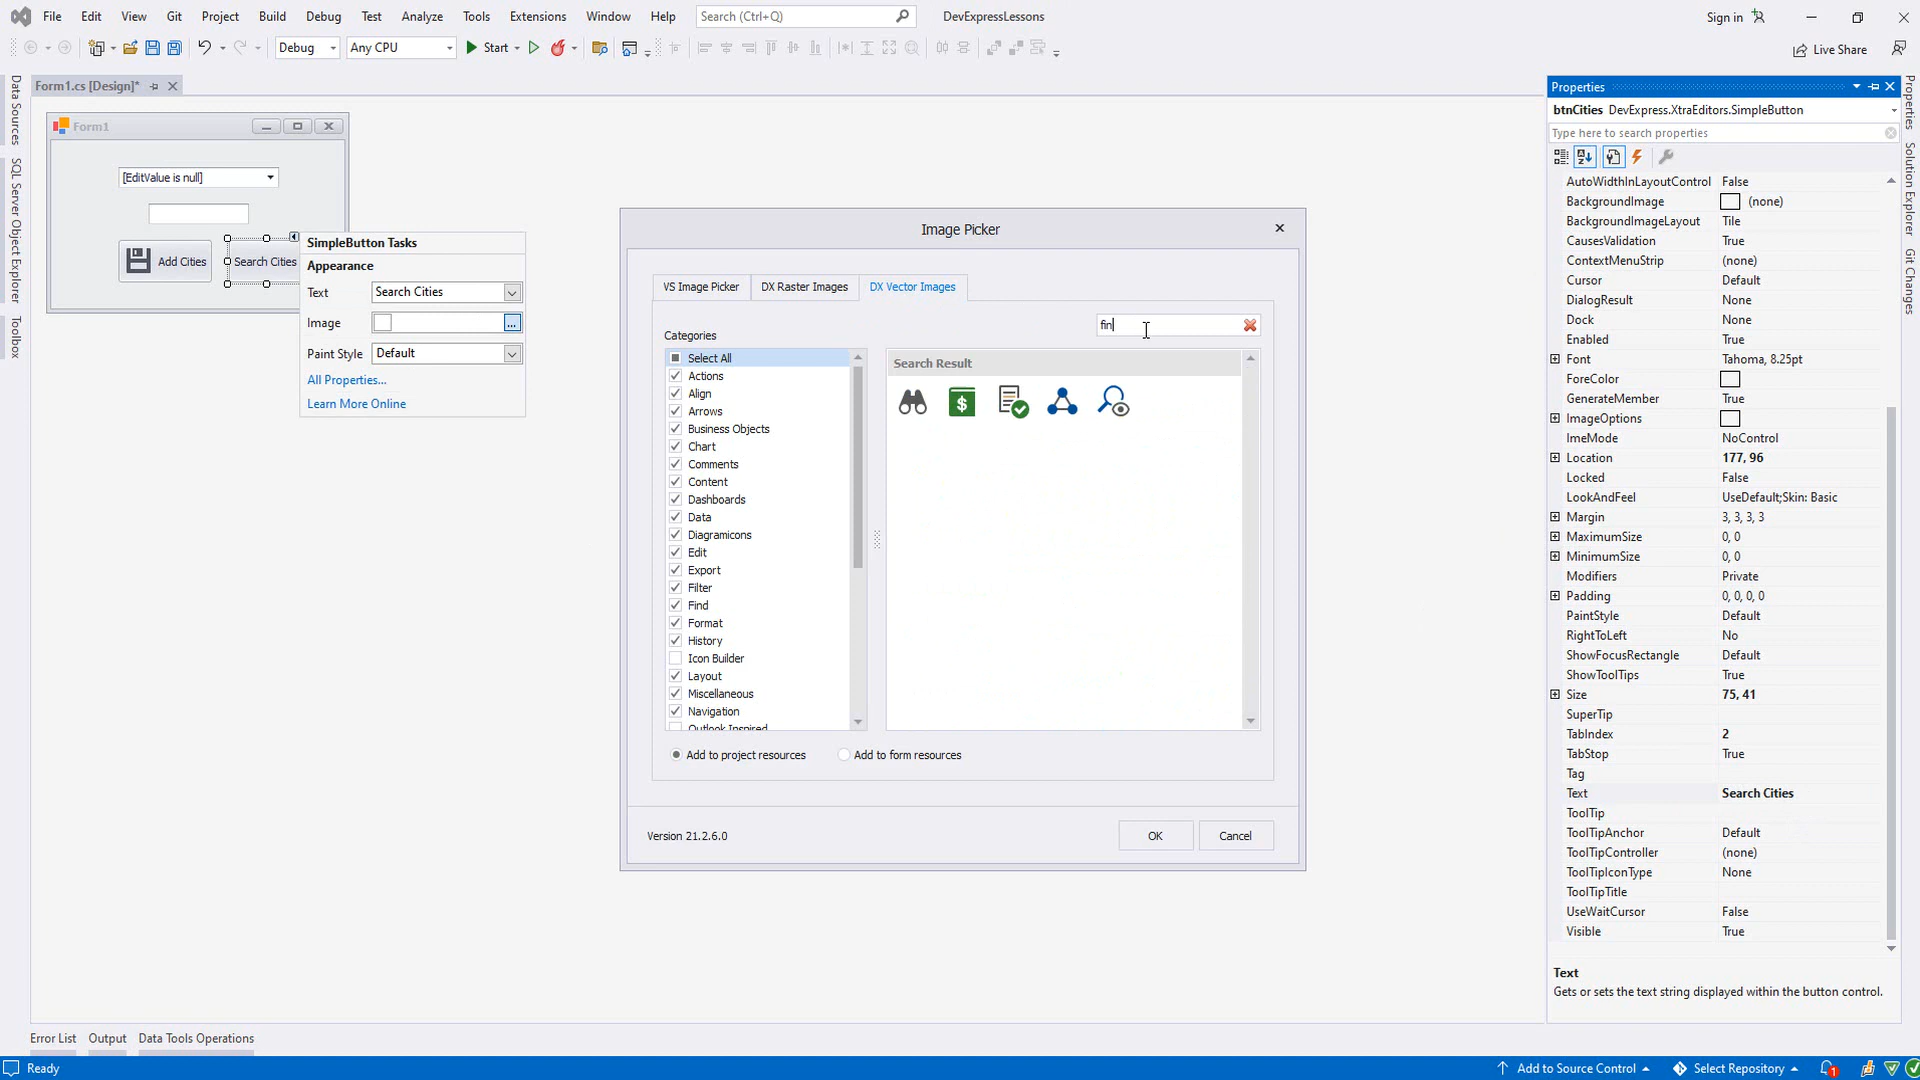 File Edit View Git Project Build Debug Test Analyze Tools Extensions Window Help Search (Ctrl+Q) DevExpressLessons Sign in
Debug Any CPU Start Live Share
Form1.cs [Design]*
Data Sources
SQL Server Object Explorer
Toolbox
Form1
[EditValue is null]
Add Cities
Search Cities
SimpleButton Tasks
Appearance
Text Search Cities
Image ...
Paint Style Default
All Properties...
Learn More Online
Image Picker
VS Image Picker DX Raster Images DX Vector Images
fin
Categories
Select All
Actions
Align
Arrows
Business Objects
Chart
Comments
Content
Dashboards
Data
Diagramicons
Edit
Export
Filter
Find
Format
History
Icon Builder
Layout
Miscellaneous
Navigation
Outlook Inspired
Search Result
Add to project resources Add to form resources
Version 21.2.6.0 OK Cancel
Properties
btnCities DevExpress.XtraEditors.SimpleButton
Type here to search properties
AutoWidthInLayoutControl False
BackgroundImage (none)
BackgroundImageLayout Tile
CausesValidation True
ContextMenuStrip (none)
Cursor Default
DialogResult None
Dock None
Enabled True
Font Tahoma, 8.25pt
ForeColor
GenerateMember True
ImageOptions
ImeMode NoControl
Location 177, 96
Locked False
LookAndFeel UseDefault;Skin: Basic
Margin 3, 3, 3, 3
MaximumSize 0, 0
MinimumSize 0, 0
Modifiers Private
Padding 0, 0, 0, 0
PaintStyle Default
RightToLeft No
ShowFocusRectangle Default
ShowToolTips True
Size 75, 41
SuperTip
TabIndex 2
TabStop True
Tag
Text Search Cities
ToolTip
ToolTipAnchor Default
ToolTipController (none)
ToolTipIconType None
ToolTipTitle
UseWaitCursor False
Visible True
Text
Gets or sets the text string displayed within the button control.
Properties
Solution Explorer
Git Changes
Error List Output Data Tools Operations
Ready Add to Source Control Select Repository 1